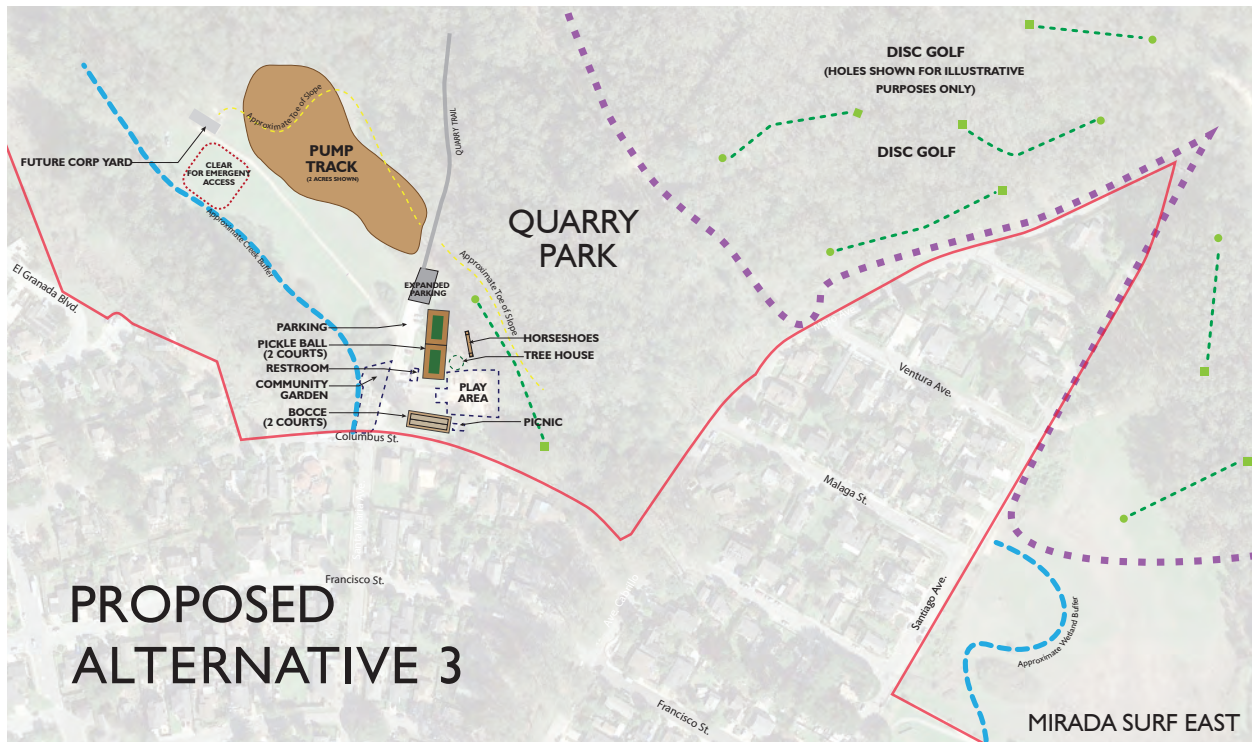 DISC GOLF
(HOLES SHOWN FOR ILLUSTRATIVE
PURPOSES ONLY)
DISC GOLF
QUARRY TRAIL
Approximate Toe of Slope
PUMP
TRACK
(2 ACRES SHOWN)
FUTURE CORP YARD
CLEAR
FOR EMERGENT
ACCESS
Approximate Creek Buffer
QUARRY
PARK
El Granada Blvd.
Approximate Toe of Slope
EXPANDED
PARKING
PARKING
PICKLE BALL
(2 COURTS)
RESTROOM
COMMUNITY
GARDEN
BOCCE
(2 COURTS)
HORSESHOES
TREE HOUSE
PLAY
AREA
PICNIC
Columbus St.
Ventura Ave.
Malaga St.
Francisco St.
Santiago Ave.
Approximate Wetland Buffer
PROPOSED
ALTERNATIVE 3
Francisco St.
MIRADA SURF EAST